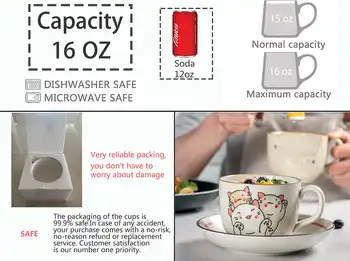 Capacity
16 OZ
Soda
12oz
15 oz
Normal capacity
16 oz
Maximum capacity
DISHWASHER SAFE
MICROWAVE SAFE
Very reliable packing,
you don't have to
worry about damage
SAFE
The packaging of the cups is
99.9% safe.In case of any accident,
your purchase comes with a no-risk,
no-reason refund or replacement
service. Customer satisfaction
is our number one priority.